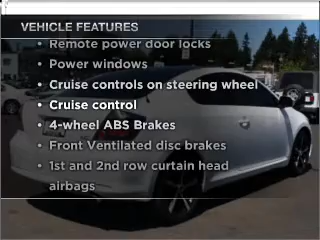 VEHICLE FEATURES
• Remote power door locks
• Power windows
• Cruise controls on steering wheel
• Cruise control
• 4-wheel ABS Brakes
• Front Ventilated disc brakes
• 1st and 2nd row curtain head
airbags